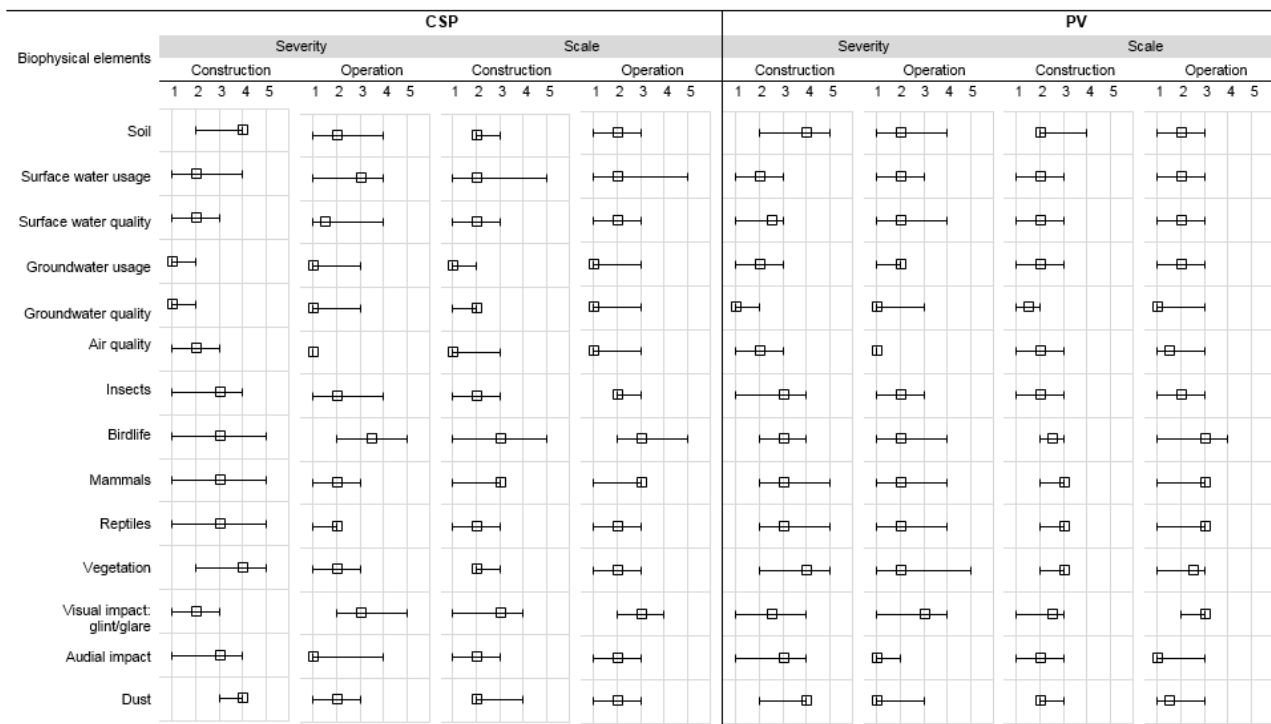 CSP PV
Biophysical elements
Severity Scale Severity Scale
Construction Operation Construction Operation Construction Operation Construction Operation
1 2 3 4 5 1 2 3 4 5 1 2 3 4 5 1 2 3 4 5 1 2 3 4 5 1 2 3 4 5 1 2 3 4 5 1 2 3 4 5
Soil
Surface water usage
Surface water quality
Groundwater usage
Groundwater quality
Air quality
Insects
Birdlife
Mammals
Reptiles
Vegetation
Visual impact:
glint/glare
Audial impact
Dust